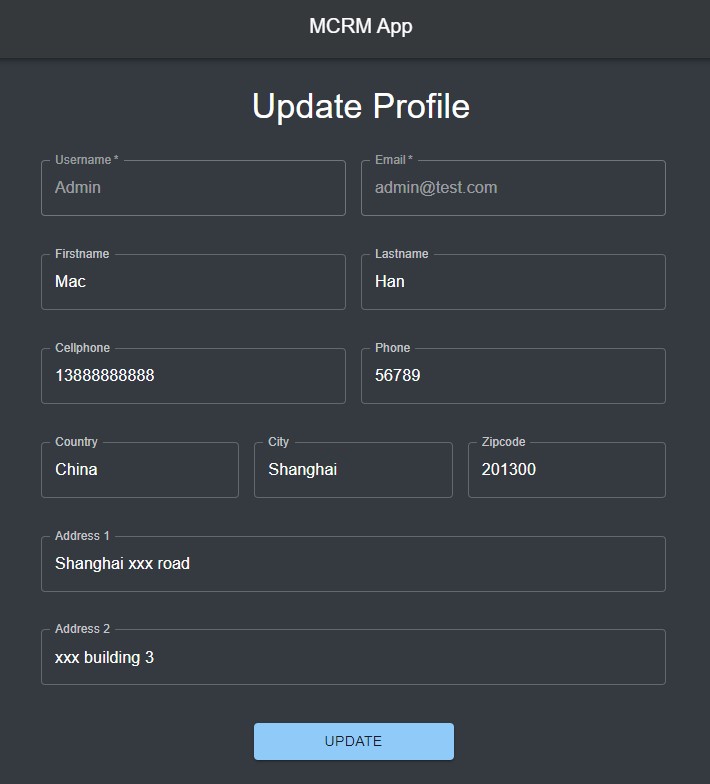 MCRM App
Update Profile
Username * Email *
Admin admin@test.com
Firstname Lastname
Mac Han
Cellphone Phone
13888888888 56789
Country City Zipcode
China Shanghai 201300
Address 1
Shanghai xxx road
Address 2
xxx building 3
UPDATE